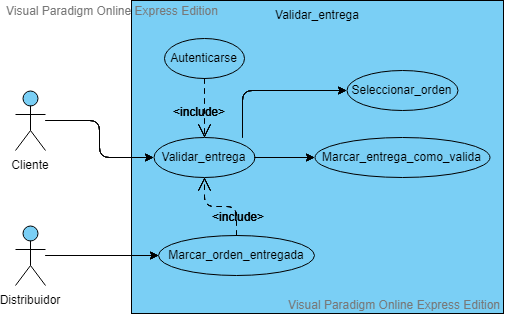 Visual Paradigm Online Express Edition
Validar_entrega
Autenticarse
Seleccionar_orden
<include>
Cliente
Validar_entrega
Marcar_entrega_como_valida
<include>
Marcar_orden_entregada
Distribuidor
Visual Paradigm Online Express Edition